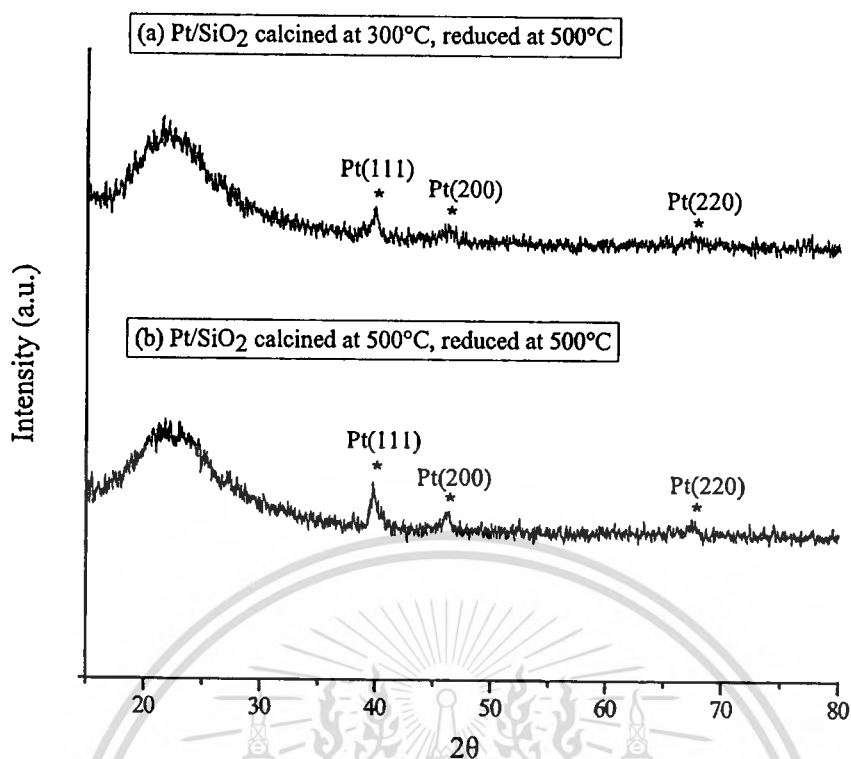 (a) Pt/SiO2 calcined at 300°C, reduced at 500°C
Pt(111)
*
Pt(200)
*
Pt(220)
*
Intensity (a.u.)
(b) Pt/SiO2 calcined at 500°C, reduced at 500°C
Pt(111)
*
Pt(200)
*
Pt(220)
*
20 30 40 50 60 70 80
2θ